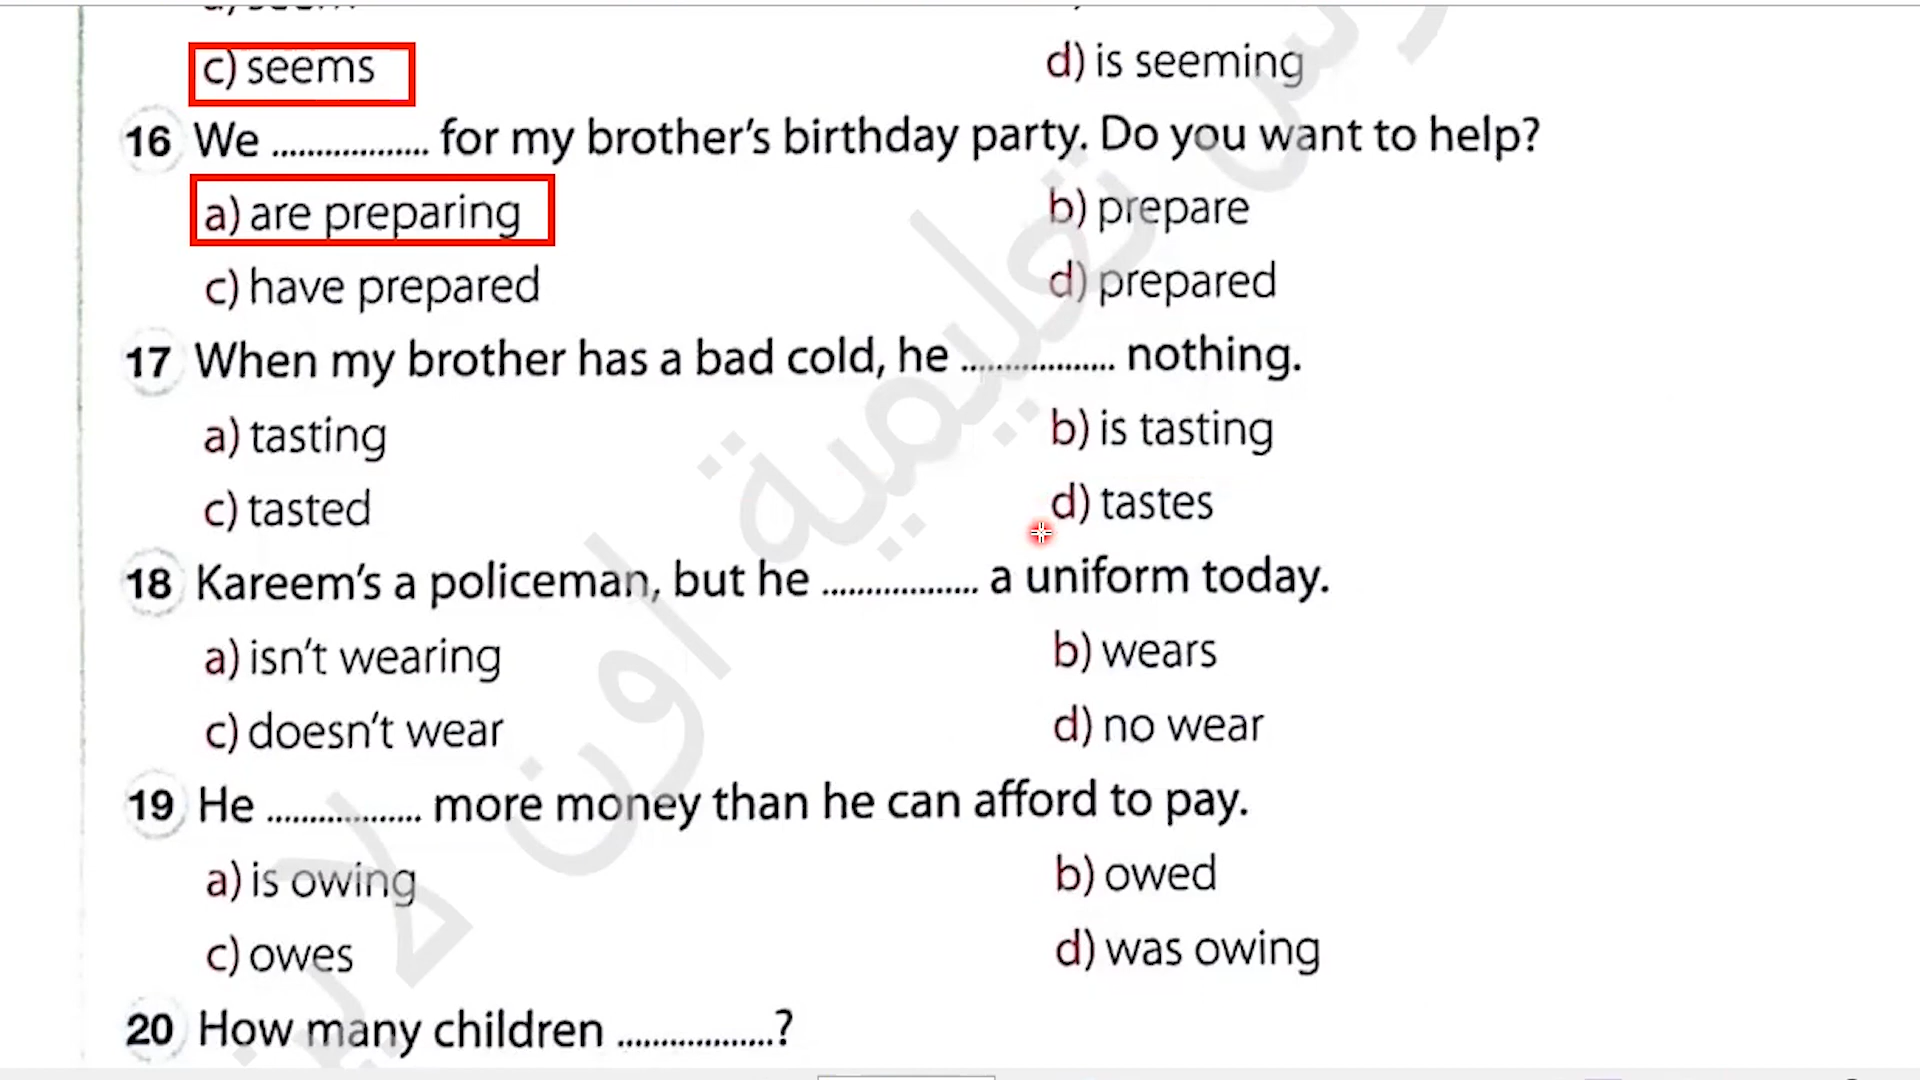 c) seems
d) is seeming
16 We .................. for my brother's birthday party. Do you want to help?
a) are preparing
b) prepare
c) have prepared
d) prepared
17 When my brother has a bad cold, he .................. nothing.
a) tasting
b) is tasting
c) tasted
d) tastes
18 Kareem's a policeman, but he .................. a uniform today.
a) isn't wearing
b) wears
c) doesn't wear
d) no wear
19 He .................. more money than he can afford to pay.
a) is owing
b) owed
c) owes
d) was owing
20 How many children ..................?
تعليمية اون لاين